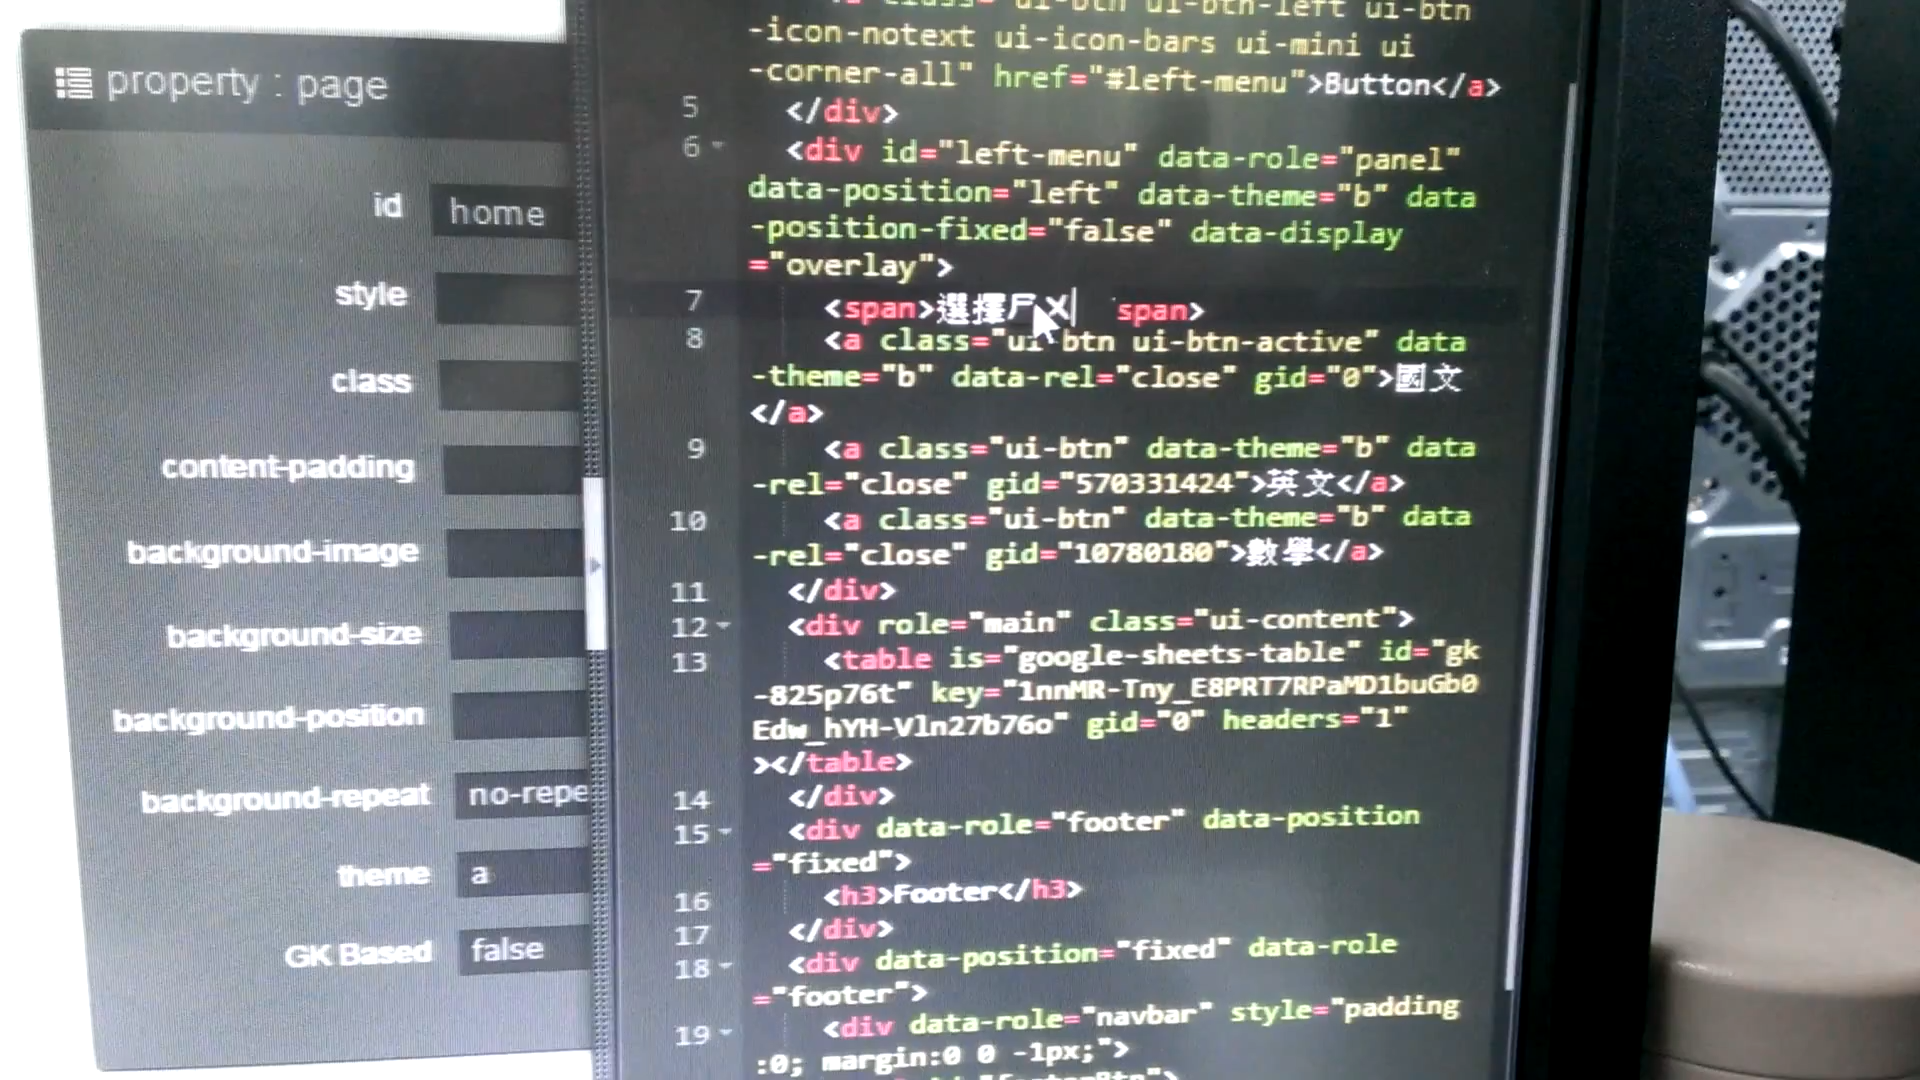 property : page
id home
style
class
content-padding
background-image
background-size
background-position
background-repeat no-repe
theme a
GK Based false
class="ui-btn ui-btn-left ui-btn
-icon-notext ui-icon-bars ui-mini ui
-corner-all" href="#left-menu">Button</a>
5 </div>
6 <div id="left-menu" data-role="panel"
data-position="left" data-theme="b" data
-position-fixed="false" data-display
="overlay">
7 <span>選擇ㄕㄨ span>
8 <a class="ui-btn ui-btn-active" data
-theme="b" data-rel="close" gid="0">國文
</a>
9 <a class="ui-btn" data-theme="b" data
-rel="close" gid="570331424">英文</a>
10 <a class="ui-btn" data-theme="b" data
-rel="close" gid="10780180">數學</a>
11 </div>
12 <div role="main" class="ui-content">
13 <table is="google-sheets-table" id="gk
-825p76t" key="1nnMR-Tny_E8PRT7RPaMD1buGb0
Edw_hYH-Vln27b76o" gid="0" headers="1"
></table>
14 </div>
15 <div data-role="footer" data-position
="fixed">
16 <h3>Footer</h3>
17 </div>
18 <div data-position="fixed" data-role
="footer">
19 <div data-role="navbar" style="padding
:0; margin:0 0 -1px;">